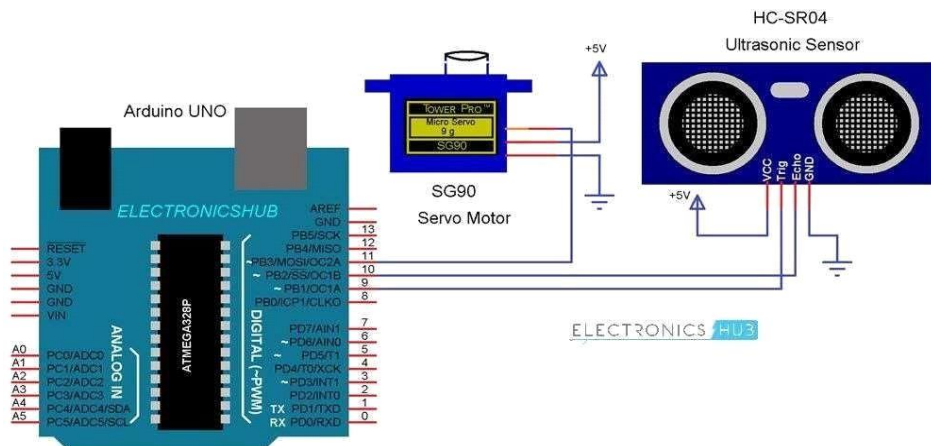 HC-SR04
Ultrasonic Sensor
+5V
Arduino UNO
TOWER PRO™
Micro Servo
9 g
SG90
SG90
Servo Motor
VCC
Trig
Echo
GND
+5V
ELECTRONICSHUB
AREF
GND
PB5/SCK 13
PB4/MISO 12
~PB3/MOSI/OC2A 11
~ PB2/SS/OC1B 10
~ PB1/OC1A 9
PB0/ICP1/CLKO 8
RESET
3.3V
5V
GND
GND
VIN
ATMEGA328P
DIGITAL (~PWM)
ANALOG IN
PD7/AIN1 7
~ PD6/AIN0 6
~ PD5/T1 5
PD4/T0/XCK 4
~ PD3/INT1 3
PD2/INT0 2
TX PD1/TXD 1
RX PD0/RXD 0
A0 PC0/ADC0
A1 PC1/ADC1
A2 PC2/ADC2
A3 PC3/ADC3
A4 PC4/ADC4/SDA
A5 PC5/ADC5/SCL
ELECTRONICS HUB